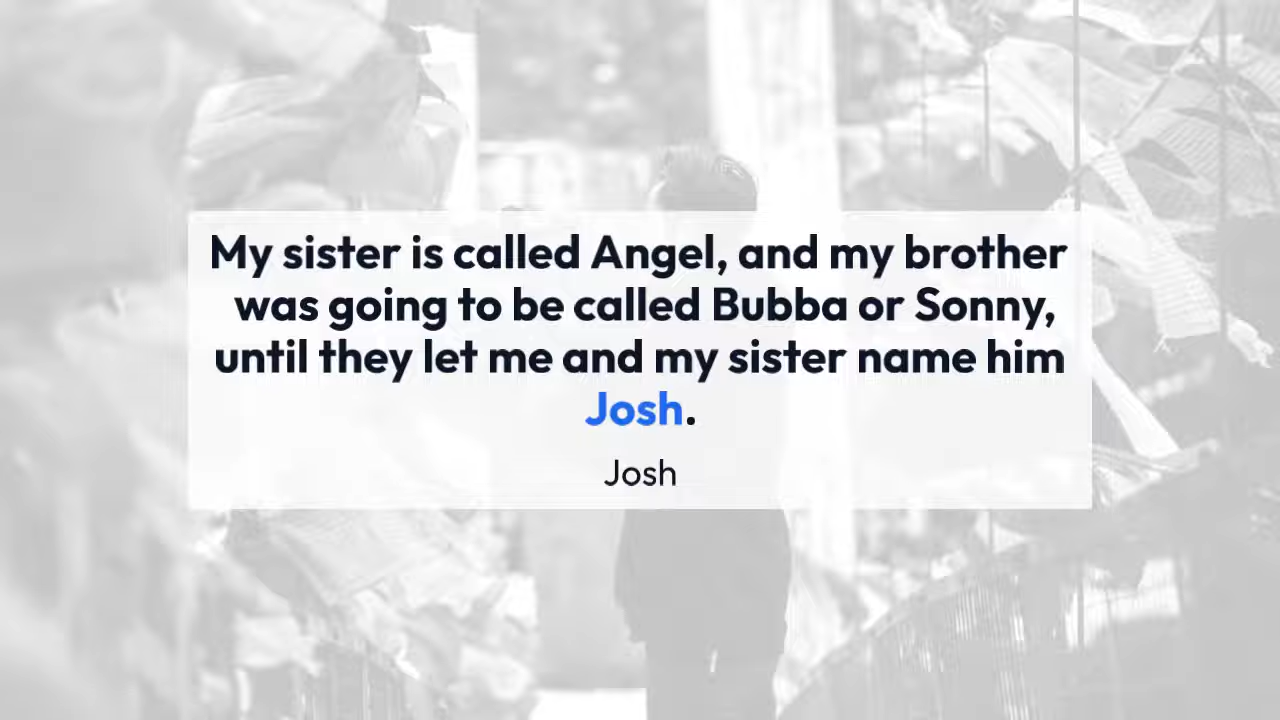 My sister is called Angel, and my brother
was going to be called Bubba or Sonny,
until they let me and my sister name him
Josh.
Josh